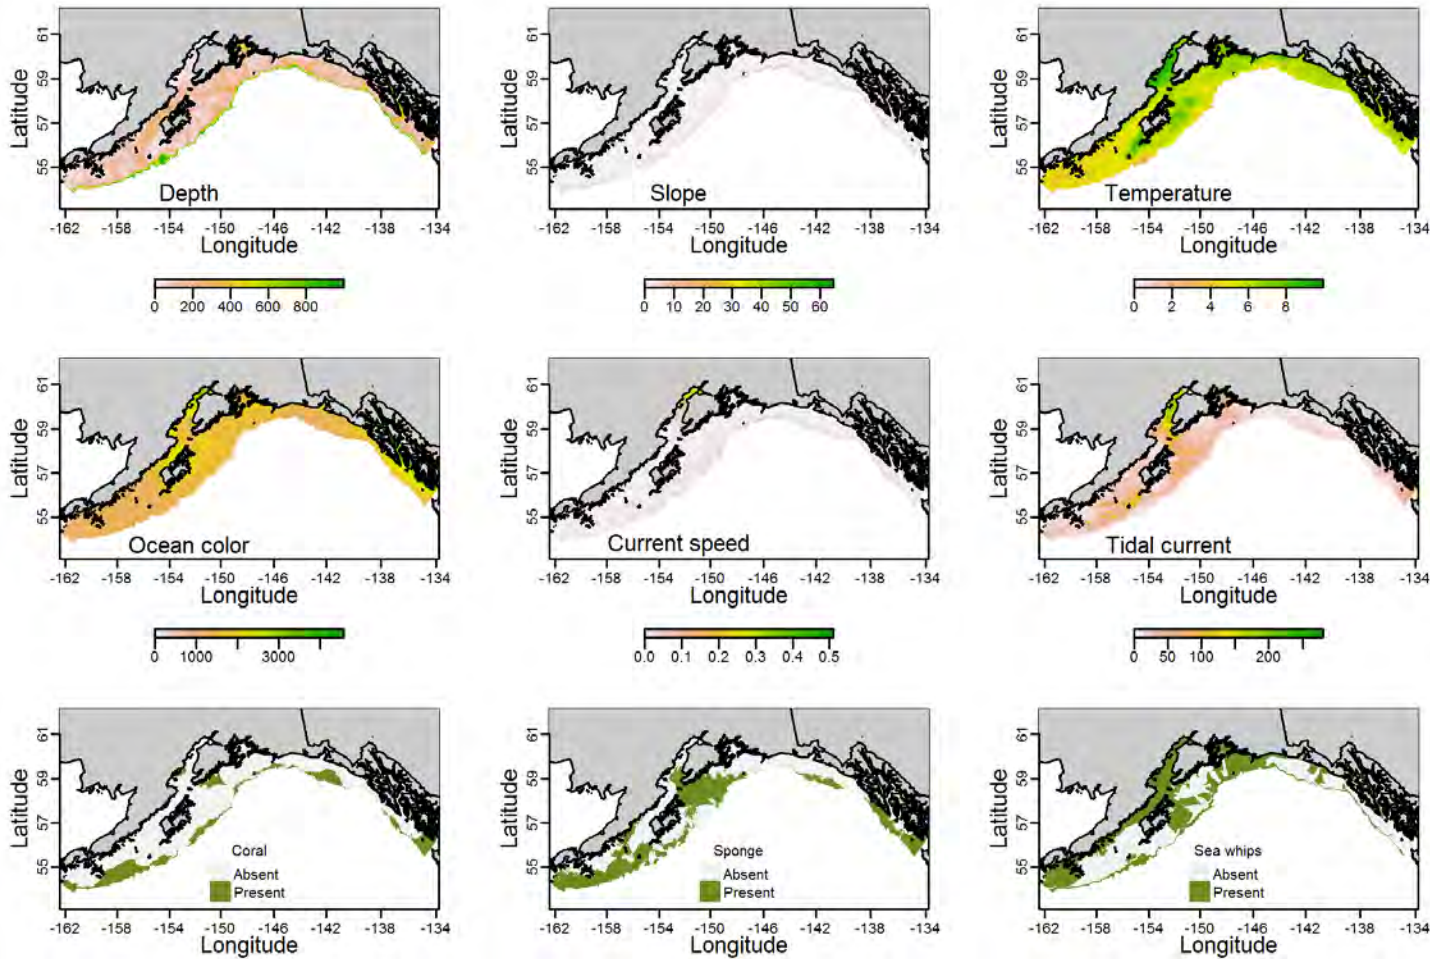 61
59
57
55
Latitude
Depth
-162 -158 -154 -150 -146 -142 -138 -134
Longitude
0 200 400 600 800
61
59
57
55
Latitude
Slope
-162 -158 -154 -150 -146 -142 -138 -134
Longitude
0 10 20 30 40 50 60
61
59
57
55
Latitude
Temperature
-162 -158 -154 -150 -146 -142 -138 -134
Longitude
0 2 4 6 8
61
59
57
55
Latitude
Ocean color
-162 -158 -154 -150 -146 -142 -138 -134
Longitude
0 1000 3000
61
59
57
55
Latitude
Current speed
-162 -158 -154 -150 -146 -142 -138 -134
Longitude
0.0 0.1 0.2 0.3 0.4 0.5
61
59
57
55
Latitude
Tidal current
-162 -158 -154 -150 -146 -142 -138 -134
Longitude
0 50 100 200
61
59
57
55
Latitude
Coral
Absent
Present
-162 -158 -154 -150 -146 -142 -138 -134
Longitude
61
59
57
55
Latitude
Sponge
Absent
Present
-162 -158 -154 -150 -146 -142 -138 -134
Longitude
61
59
57
55
Latitude
Sea whips
Absent
Present
-162 -158 -154 -150 -146 -142 -138 -134
Longitude